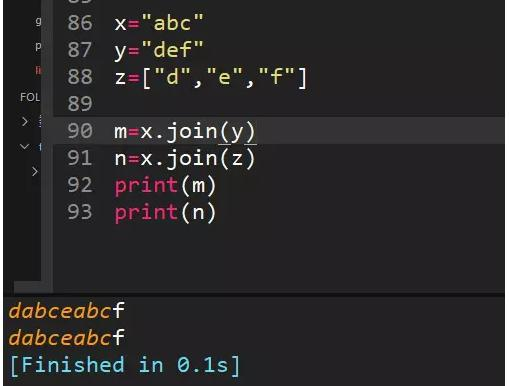 86 x="abc"
87 y="def"
88 z=["d","e","f"]
FOL
89
90 m=x.join(y)
91 n=x.join(z)
92 print(m)
93 print(n)
dabceabcf
dabceabcf
[Finished in 0.1s]